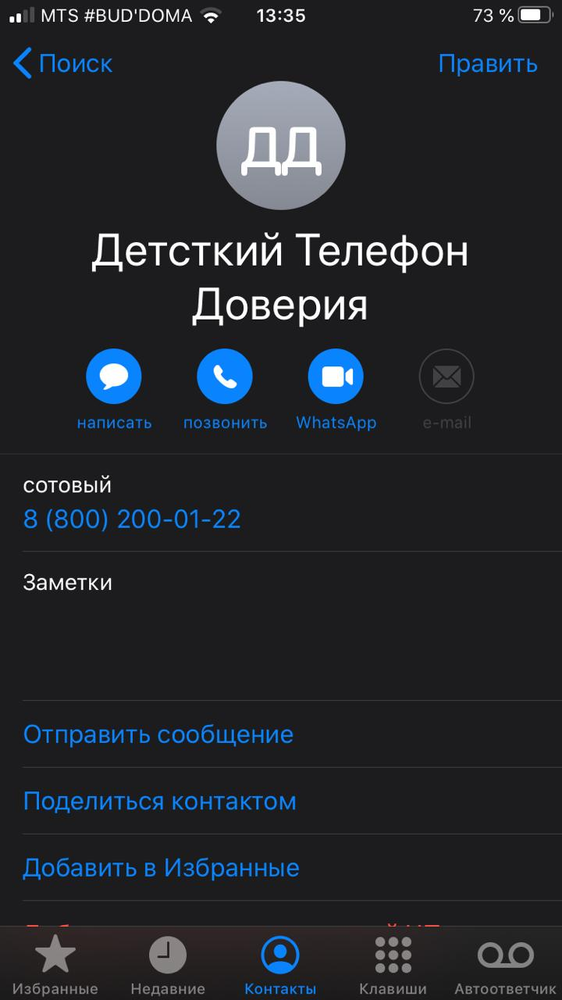 MTS #BUD'DOMA 13:35 73 %
Поиск Править
ДД
Детсткий Телефон
Доверия
написать позвонить WhatsApp e-mail
сотовый
8 (800) 200-01-22
Заметки
Отправить сообщение
Поделиться контактом
Добавить в Избранные
Избранные Недавние Контакты Клавиши Автоответчик